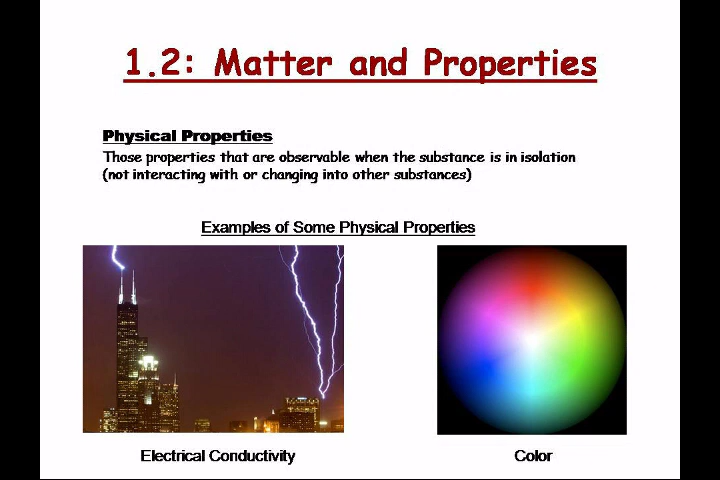 1.2: Matter and Properties
Physical Properties
Those properties that are observable when the substance is in isolation
(not interacting with or changing into other substances)
Examples of Some Physical Properties
Electrical Conductivity
Color